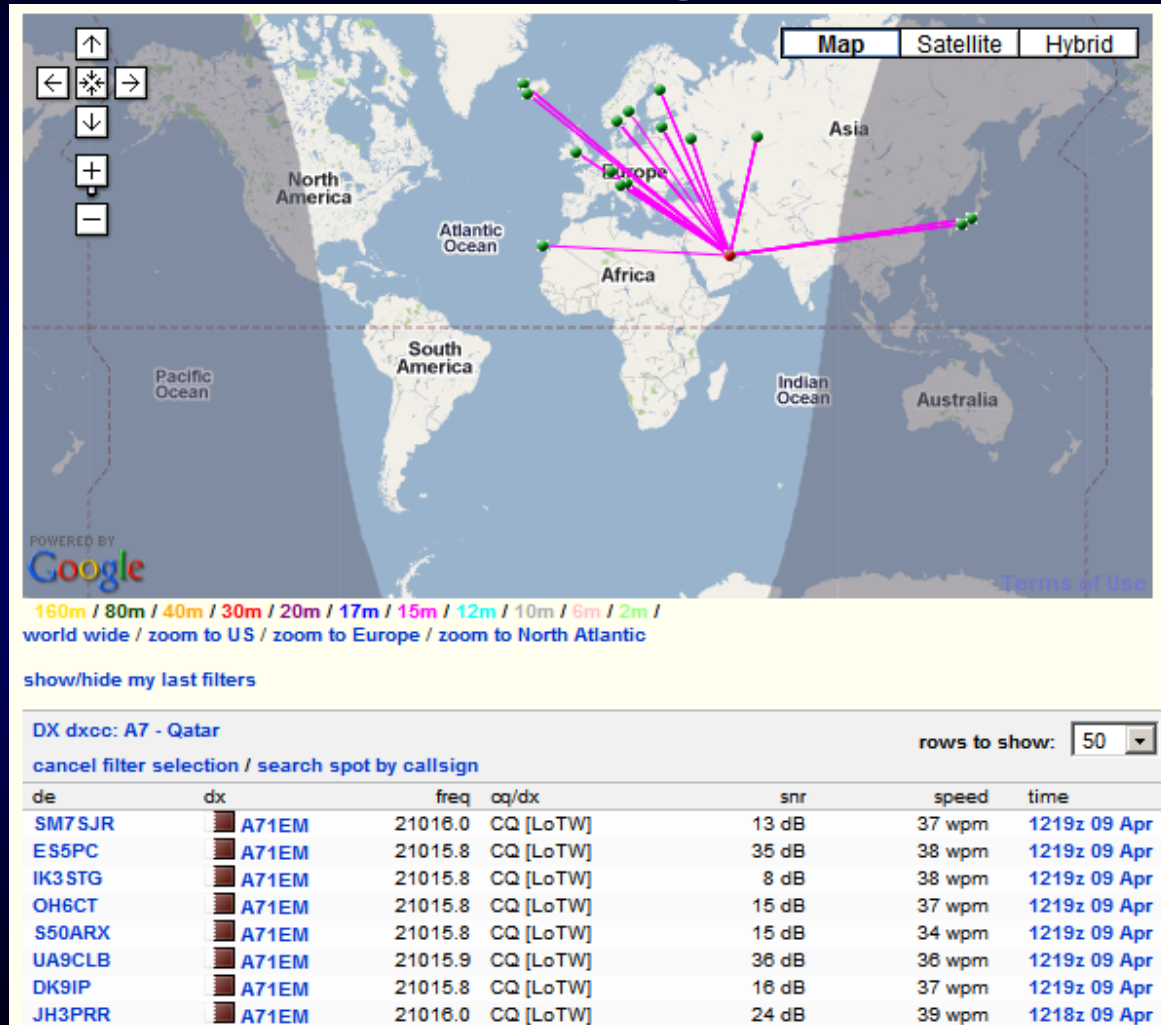 Map Satellite Hybrid
Asia
Europe
North
America
Atlantic
Ocean
Africa
South
America
Pacific
Ocean
Indian
Ocean
Australia
POWERED BY
Google
Terms of Use
160m / 80m / 40m / 30m / 20m / 17m / 15m / 12m / 10m / 6m / 2m /
world wide / zoom to US / zoom to Europe / zoom to North Atlantic
show/hide my last filters
DX dxcc: A7 - Qatar
rows to show: 50
cancel filter selection / search spot by callsign
de dx freq cq/dx snr speed time
SM7SJR A71EM 21016.0 CQ [LoTW] 13 dB 37 wpm 1219z 09 Apr
ES5PC A71EM 21015.8 CQ [LoTW] 35 dB 38 wpm 1219z 09 Apr
IK3STG A71EM 21015.8 CQ [LoTW] 8 dB 38 wpm 1219z 09 Apr
OH6CT A71EM 21015.8 CQ [LoTW] 15 dB 37 wpm 1219z 09 Apr
S50ARX A71EM 21015.8 CQ [LoTW] 15 dB 34 wpm 1219z 09 Apr
UA9CLB A71EM 21015.9 CQ [LoTW] 36 dB 36 wpm 1219z 09 Apr
DK9IP A71EM 21015.8 CQ [LoTW] 16 dB 37 wpm 1219z 09 Apr
JH3PRR A71EM 21016.0 CQ [LoTW] 24 dB 39 wpm 1218z 09 Apr